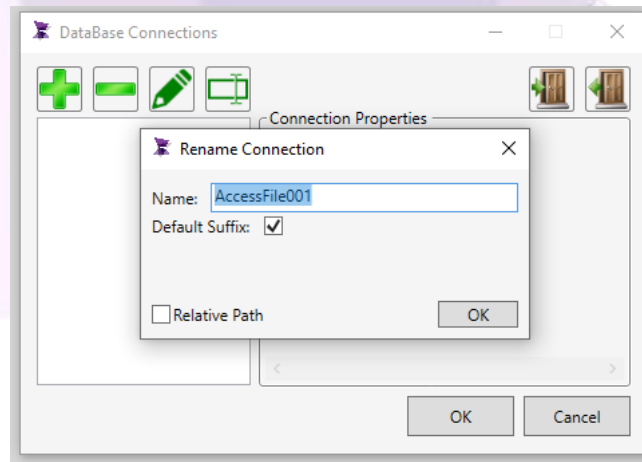 DataBase Connections
Connection Properties
Rename Connection
Name: AccessFile001
Default Suffix:
Relative Path
OK
OK
Cancel